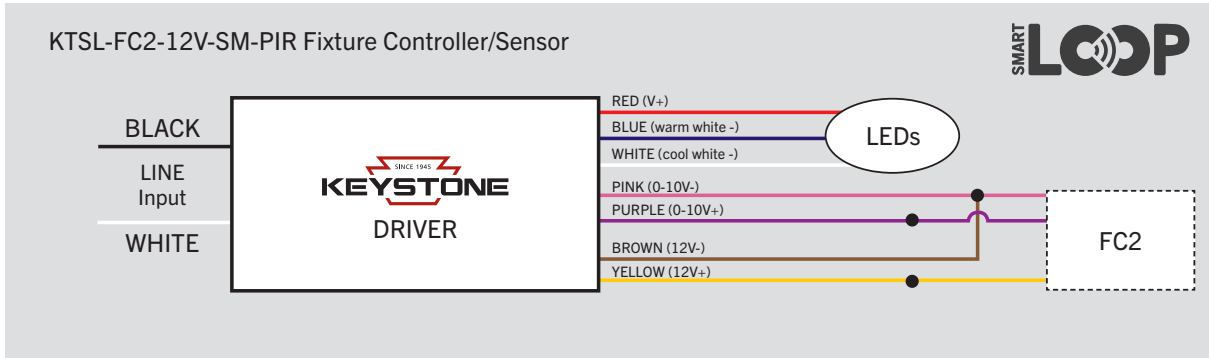 KTSL-FC2-12V-SM-PIR Fixture Controller/Sensor
SMART
LOOP
BLACK
LINE
Input
WHITE
SINCE 1945
KEYSTONE
DRIVER
RED (V+)
BLUE (warm white -)
WHITE (cool white -)
PINK (0-10V-)
PURPLE (0-10V+)
BROWN (12V-)
YELLOW (12V+)
LEDs
FC2